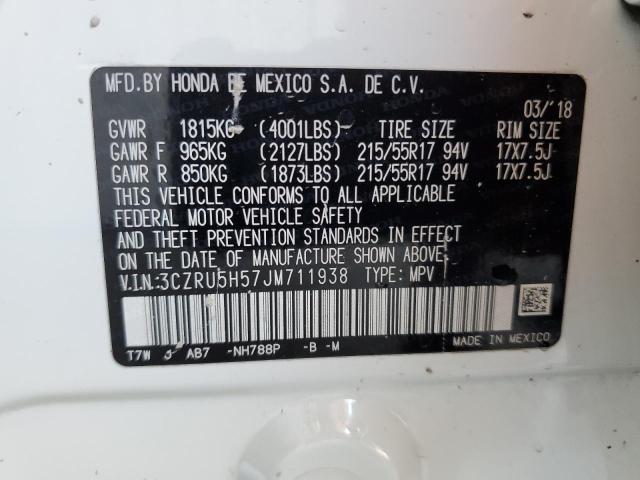 MFD.BY HONDA DE MEXICO S.A. DE C.V.
03/'18
GVWR 1815KG (4001LBS) TIRE SIZE RIM SIZE
GAWR F 965KG (2127LBS) 215/55R17 94V 17X7.5J
GAWR R 850KG (1873LBS) 215/55R17 94V 17X7.5J
THIS VEHICLE CONFORMS TO ALL APPLICABLE
FEDERAL MOTOR VEHICLE SAFETY
AND THEFT PREVENTION STANDARDS IN EFFECT
ON THE DATE OF MANUFACTURE SHOWN ABOVE.
V.I.N.:3CZRU5H57JM711938 TYPE: MPV
T7W J AB7 -NH788P -B -M
MADE IN MEXICO